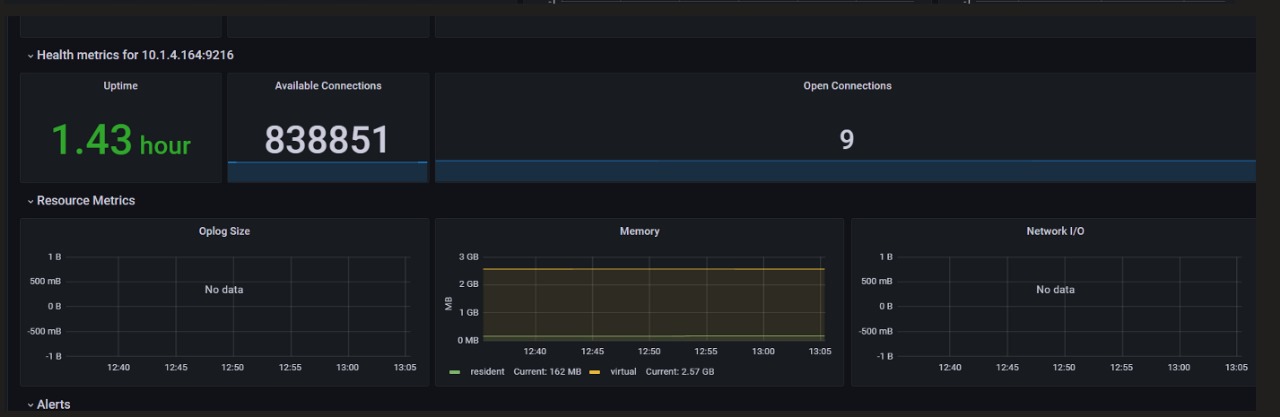 Health metrics for 10.1.4.164:9216
Uptime
Available Connections
Open Connections
1.43 hour
838851
9
Resource Metrics
Oplog Size
1 B
500 mB
0 B
-500 mB
-1 B
No data
12:40 12:45 12:50 12:55 13:00 13:05
Memory
MB
3 GB
2 GB
1 GB
0 MB
12:40 12:45 12:50 12:55 13:00 13:05
resident Current: 162 MB virtual Current: 2.57 GB
Network I/O
1 B
500 mB
0 B
-500 mB
-1 B
No data
12:40 12:45 12:50 12:55 13:00 13:05
Alerts